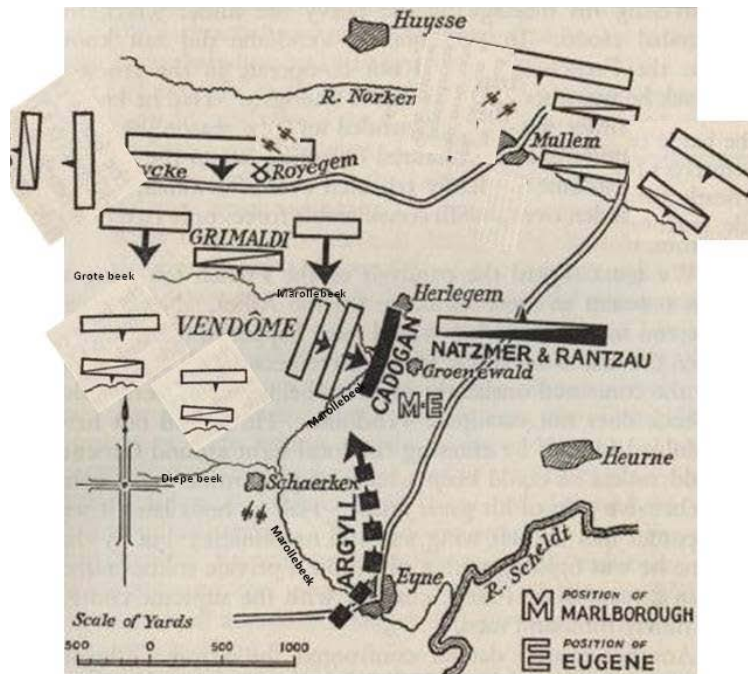 Huysse
R. Norken
Mullem
Royegem
ycke
GRIMALDI
Grote beek
Marollebeek
Herlegem
VENDÔME
CADOGAN
NATZMER & RANTZAU
Groenewald
Marollebeek
M-E
Heurne
Diepe beek
Schaerken
ARGYLL
Marollebeek
Eyne
R. Scheldt
M POSITION OF
MARLBOROUGH
E POSITION OF
EUGENE
Scale of Yards
500 0 500 1000